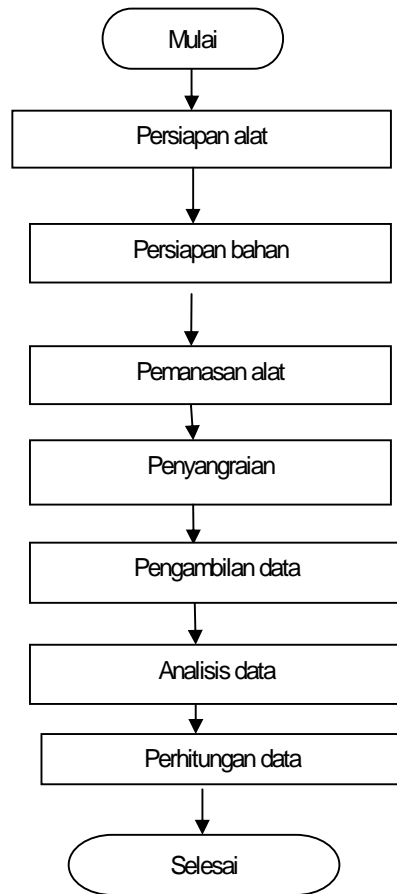 Mulai
Persiapan alat
Persiapan bahan
Pemanasan alat
Penyangraian
Pengambilan data
Analisis data
Perhitungan data
Selesai